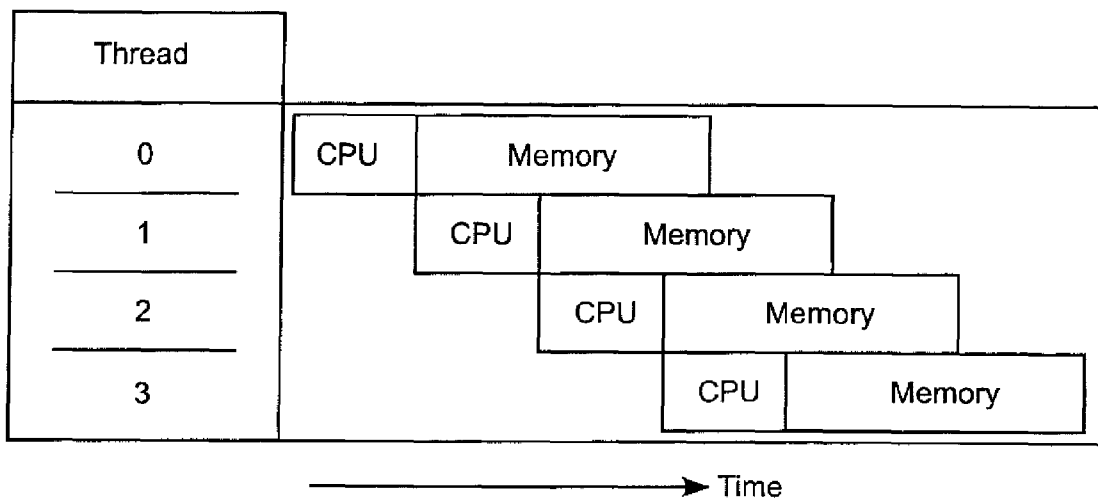 Thread
0 CPU Memory
1 CPU Memory
2 CPU Memory
3 CPU Memory
Time